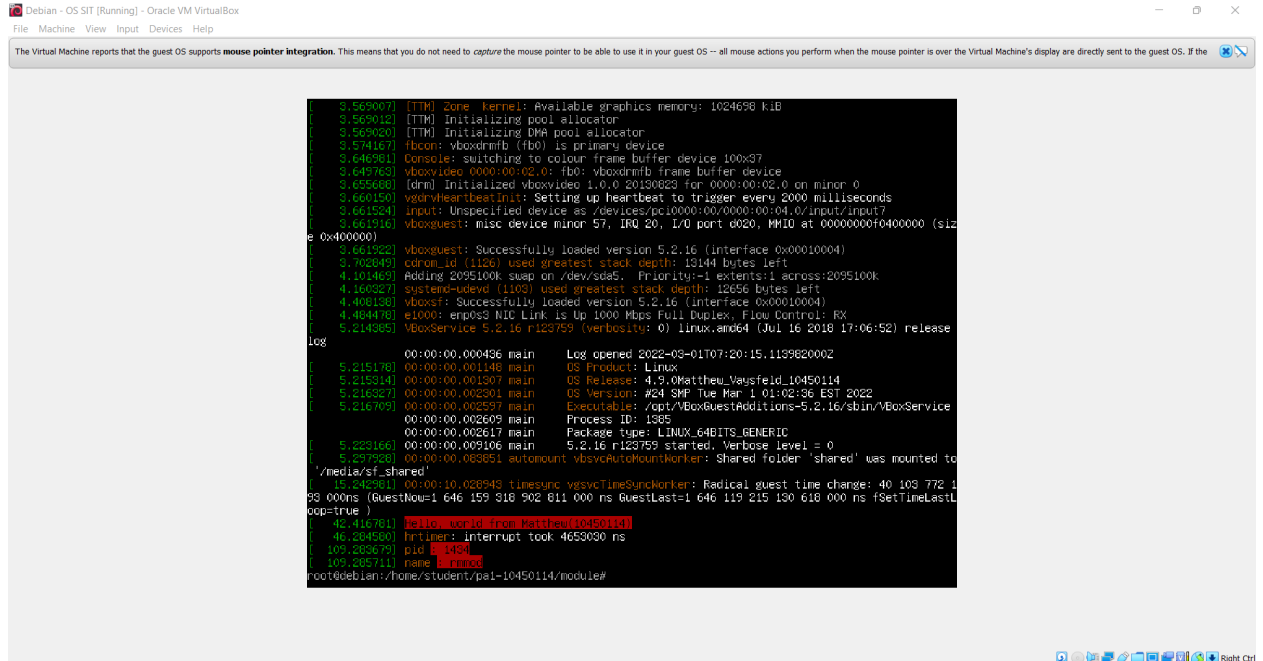 Debian - OS SIT [Running] - Oracle VM VirtualBox
File Machine View Input Devices Help
The Virtual Machine reports that the guest OS supports mouse pointer integration. This means that you do not need to capture the mouse pointer to be able to use it in your guest OS -- all mouse actions you perform when the mouse pointer is over the Virtual Machine's display are directly sent to the guest OS. If the
[    3.569007] [TTM] Zone  kernel: Available graphics memory: 1024698 kiB
[    3.569012] [TTM] Initializing pool allocator
[    3.569020] [TTM] Initializing DMA pool allocator
[    3.574167] fbcon: vboxdrmfb (fb0) is primary device
[    3.646981] Console: switching to colour frame buffer device 100x37
[    3.649763] vboxvideo 0000:00:02.0: fb0: vboxdrmfb frame buffer device
[    3.655688] [drm] Initialized vboxvideo 1.0.0 20130823 for 0000:00:02.0 on minor 0
[    3.660150] vgdrvHeartbeatInit: Setting up heartbeat to trigger every 2000 milliseconds
[    3.661524] input: Unspecified device as /devices/pci0000:00/0000:00:04.0/input/input7
[    3.661916] vboxguest: misc device minor 57, IRQ 20, I/O port d020, MMIO at 00000000f0400000 (siz
e 0x400000)
[    3.661922] vboxguest: Successfully loaded version 5.2.16 (interface 0x00010004)
[    3.702849] cdrom_id (1126) used greatest stack depth: 13144 bytes left
[    4.101469] Adding 2095100k swap on /dev/sda5.  Priority:-1 extents:1 across:2095100k
[    4.160327] systemd-udevd (1103) used greatest stack depth: 12656 bytes left
[    4.408138] vboxsf: Successfully loaded version 5.2.16 (interface 0x00010004)
[    4.484478] e1000: enp0s3 NIC Link is Up 1000 Mbps Full Duplex, Flow Control: RX
[    5.214385] VBoxService 5.2.16 r123759 (verbosity: 0) linux.amd64 (Jul 16 2018 17:06:52) release
log
00:00:00.000436 main     Log opened 2022-03-01T07:20:15.113982000Z
[    5.215178] 00:00:00.001148 main     OS Product: Linux
[    5.215314] 00:00:00.001307 main     OS Release: 4.9.0Matthew_Vaysfeld_10450114
[    5.216327] 00:00:00.002301 main     OS Version: #24 SMP Tue Mar 1 01:02:36 EST 2022
[    5.216709] 00:00:00.002597 main     Executable: /opt/VBoxGuestAdditions-5.2.16/sbin/VBoxService
00:00:00.002609 main     Process ID: 1385
00:00:00.002617 main     Package type: LINUX_64BITS_GENERIC
[    5.223166] 00:00:00.009106 main     5.2.16 r123759 started. Verbose level = 0
[    5.297928] 00:00:00.083851 automount vbsvcAutoMountWorker: Shared folder 'shared' was mounted to
'/media/sf_shared'
[   15.242981] 00:00:10.028943 timesync vgsvcTimeSyncWorker: Radical guest time change: 40 103 772 1
93 000ns (GuestNow=1 646 159 318 902 811 000 ns GuestLast=1 646 119 215 130 618 000 ns fSetTimeLastL
oop=true )
[   42.416781] Hello, world from Matthew(10450114)
[   46.284580] hrtimer: interrupt took 4653030 ns
[  109.283679] pid : 1434
[  109.285711] name : rmmod
root@debian:/home/student/pa1-10450114/module#
Right Ctrl